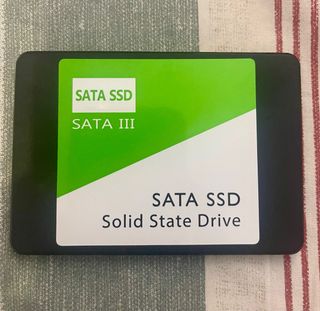 SATA SSD
SATA III
SATA SSD
Solid State Drive